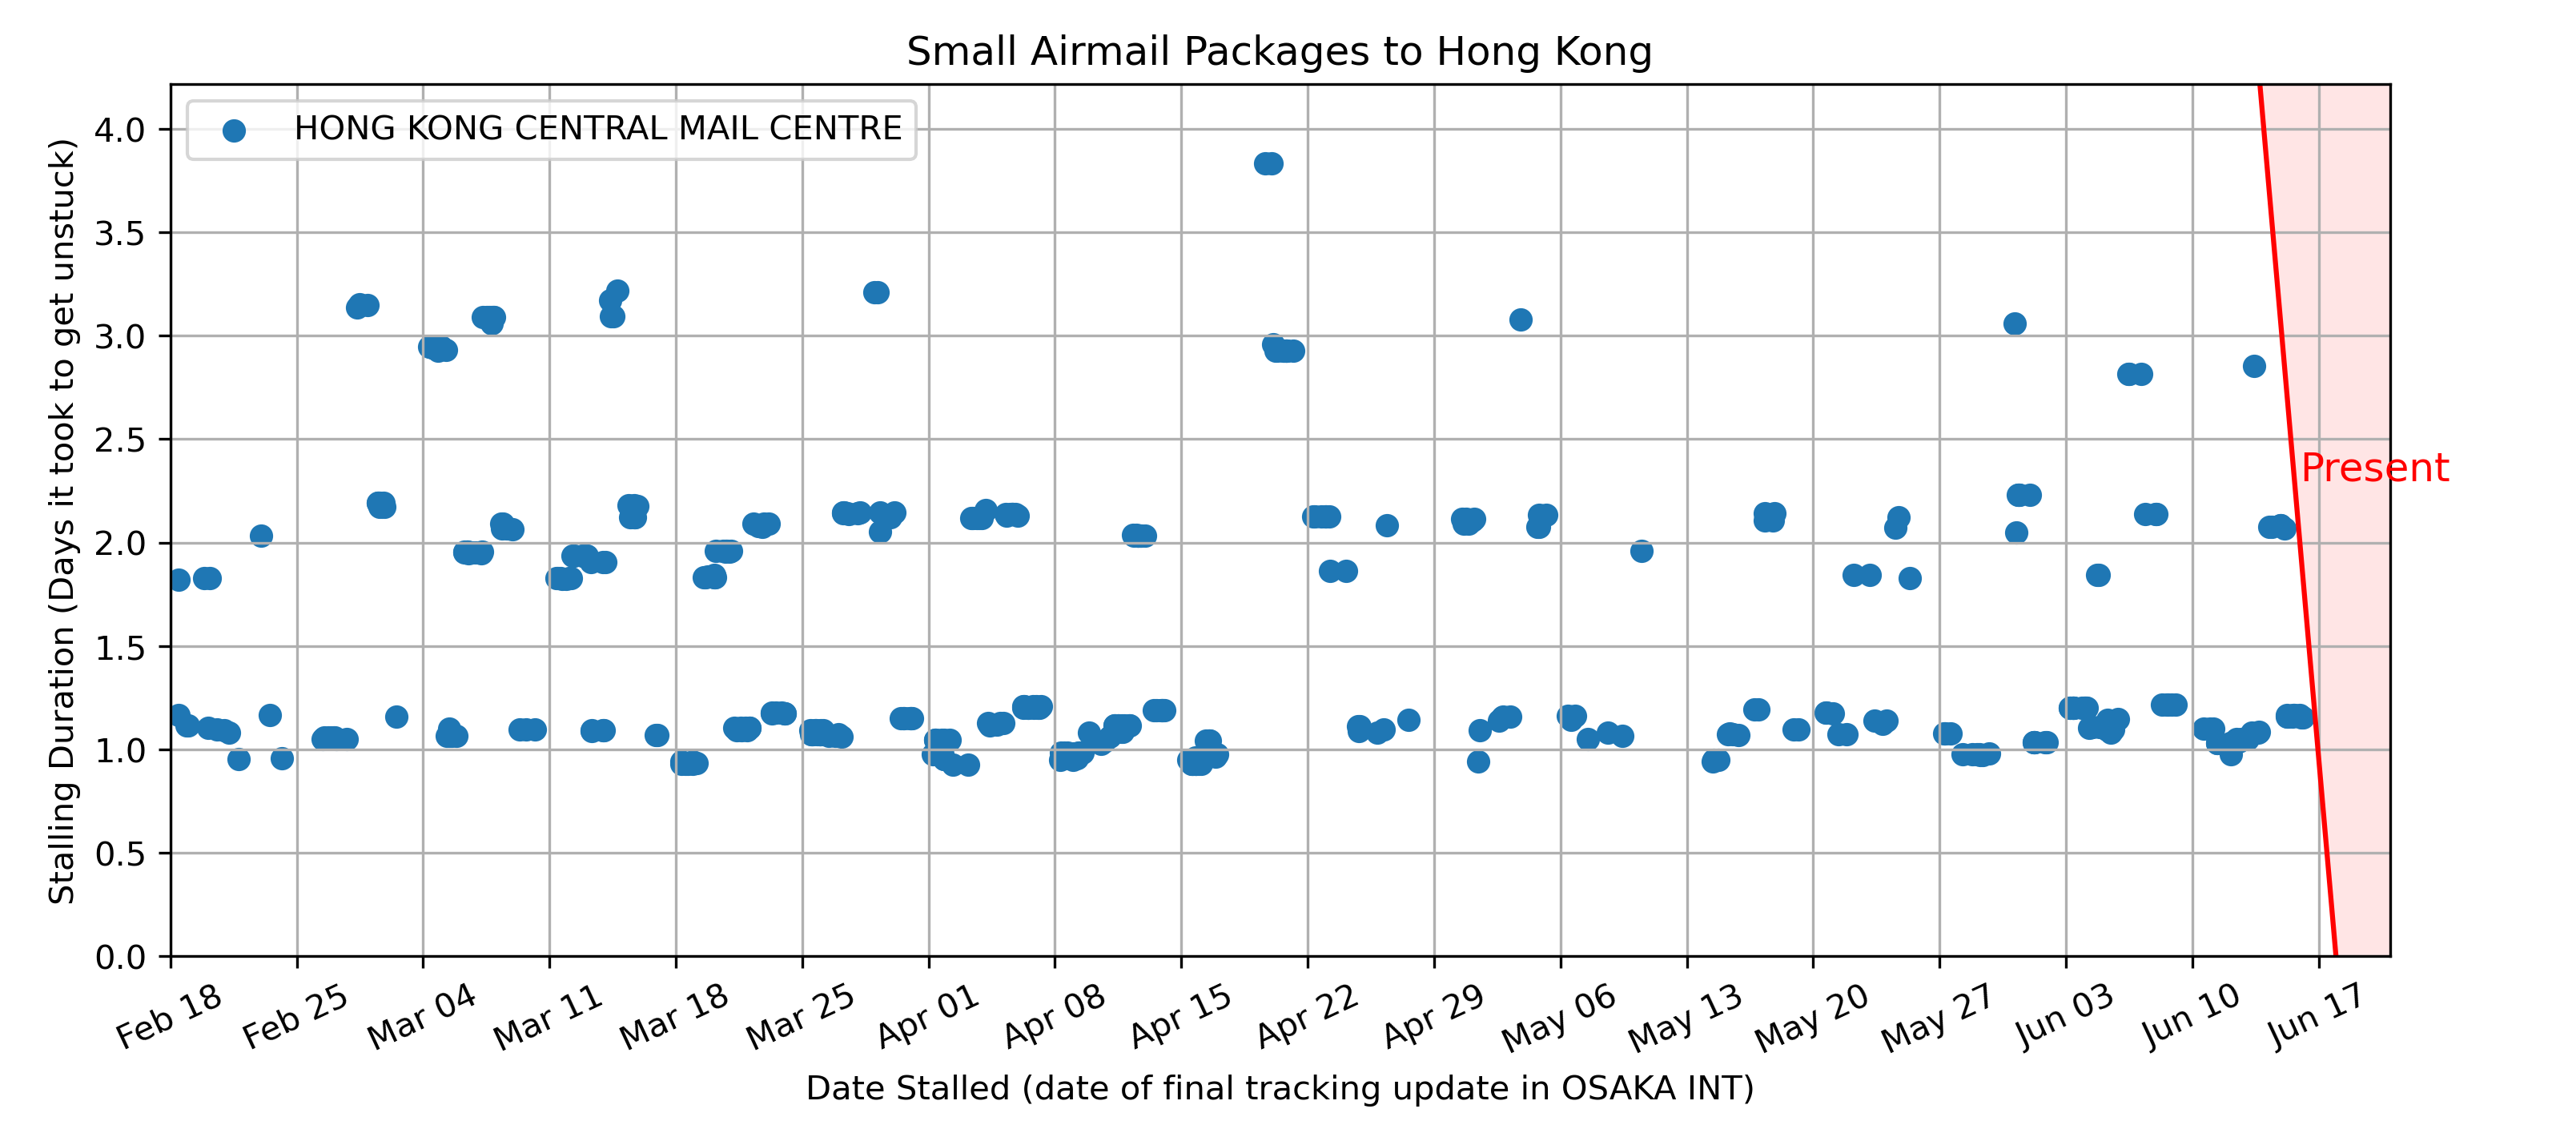 Small Airmail Packages to Hong Kong
HONG KONG CENTRAL MAIL CENTRE
Stalling Duration (Days it took to get unstuck)
4.0
3.5
3.0
2.5
2.0
1.5
1.0
0.5
0.0
Present
Feb 18
Feb 25
Mar 04
Mar 11
Mar 18
Mar 25
Apr 01
Apr 08
Apr 15
Apr 22
Apr 29
May 06
May 13
May 20
May 27
Jun 03
Jun 10
Jun 17
Date Stalled (date of final tracking update in OSAKA INT)